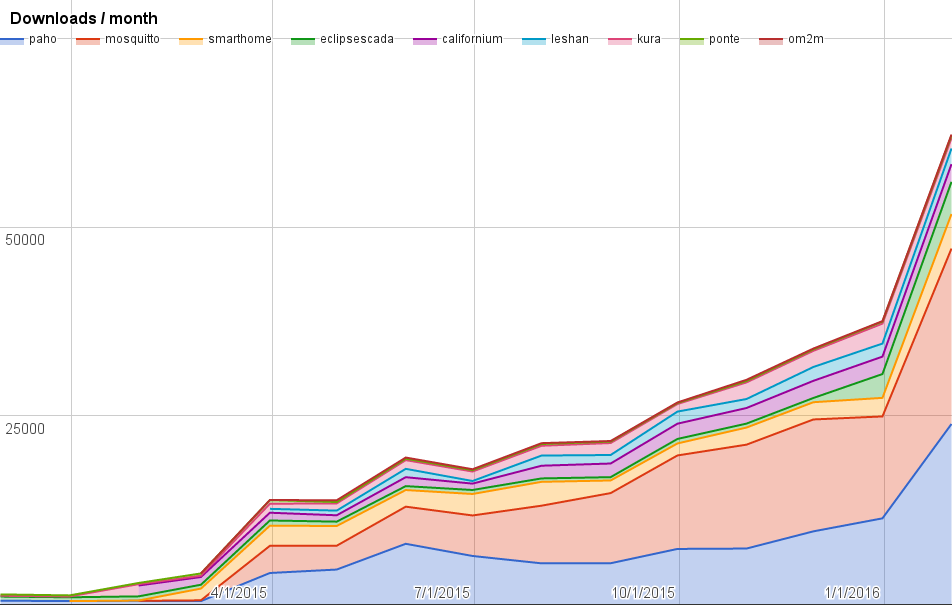 Downloads / month
paho mosquitto smarthome eclipsescada californium leshan kura ponte om2m
50000
25000
4/1/2015 7/1/2015 10/1/2015 1/1/2016